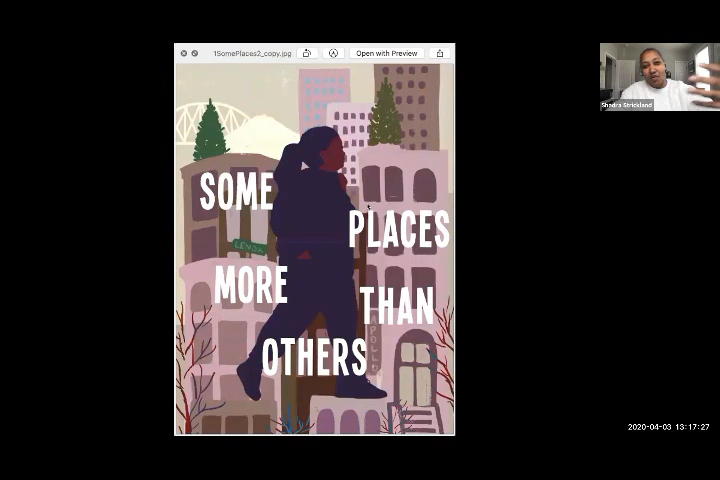 1SomePlaces2_copy.jpg
Open with Preview
Shadra Strickland
SOME
PLACES
LENOX
MORE
THAN
APOLLO
OTHERS
2020-04-03 13:17:27